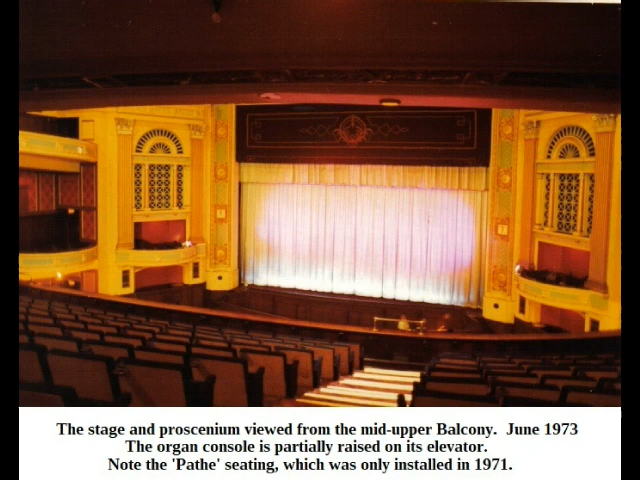 The stage and proscenium viewed from the mid-upper Balcony. June 1973
The organ console is partially raised on its elevator.
Note the 'Pathe' seating, which was only installed in 1971.